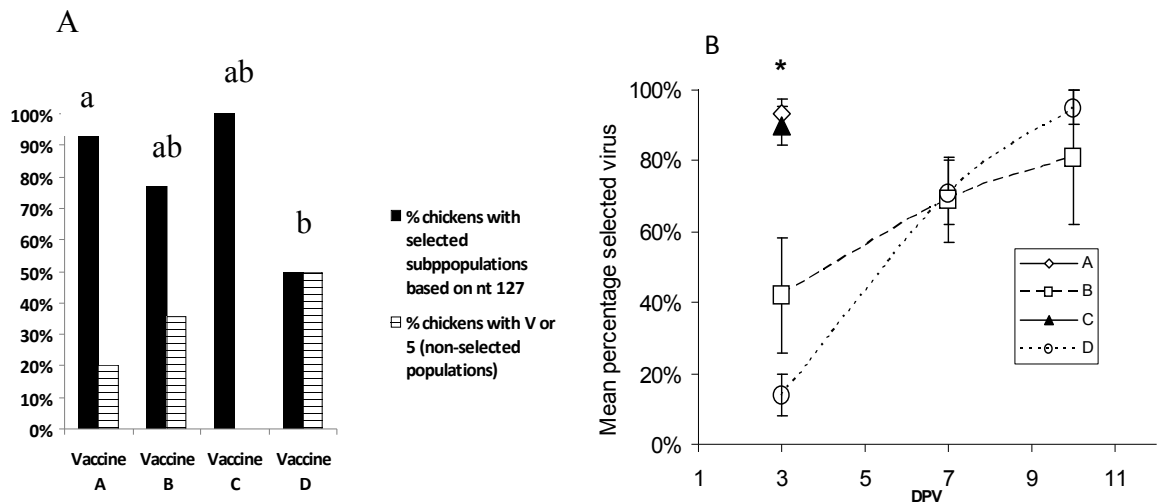 A
a
ab
ab
b
100%
90%
80%
70%
60%
50%
40%
30%
20%
10%
0%
Vaccine A
Vaccine B
Vaccine C
Vaccine D
% chickens with
selected
subppopulations
based on nt 127
% chickens with V or
5 (non-selected
populations)
B
*
Mean percentage selected virus
100%
80%
60%
40%
20%
0%
1 3 7 9 11
5
DPV
A
B
C
D